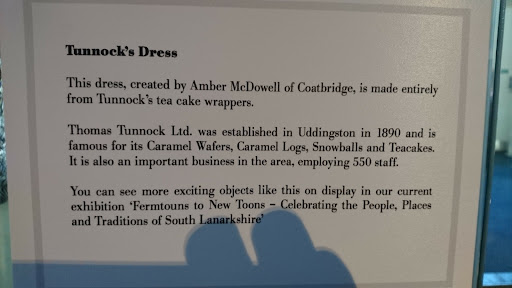 Tunnock's Dress
This dress, created by Amber McDowell of Coatbridge, is made entirely
from Tunnock's tea cake wrappers.
Thomas Tunnock Ltd. was established in Uddingston in 1890 and is
famous for its Caramel Wafers, Caramel Logs, Snowballs and Teacakes.
It is also an important business in the area, employing 550 staff.
You can see more exciting objects like this on display in our current
exhibition 'Fermtouns to New Toons – Celebrating the People, Places
and Traditions of South Lanarkshire'